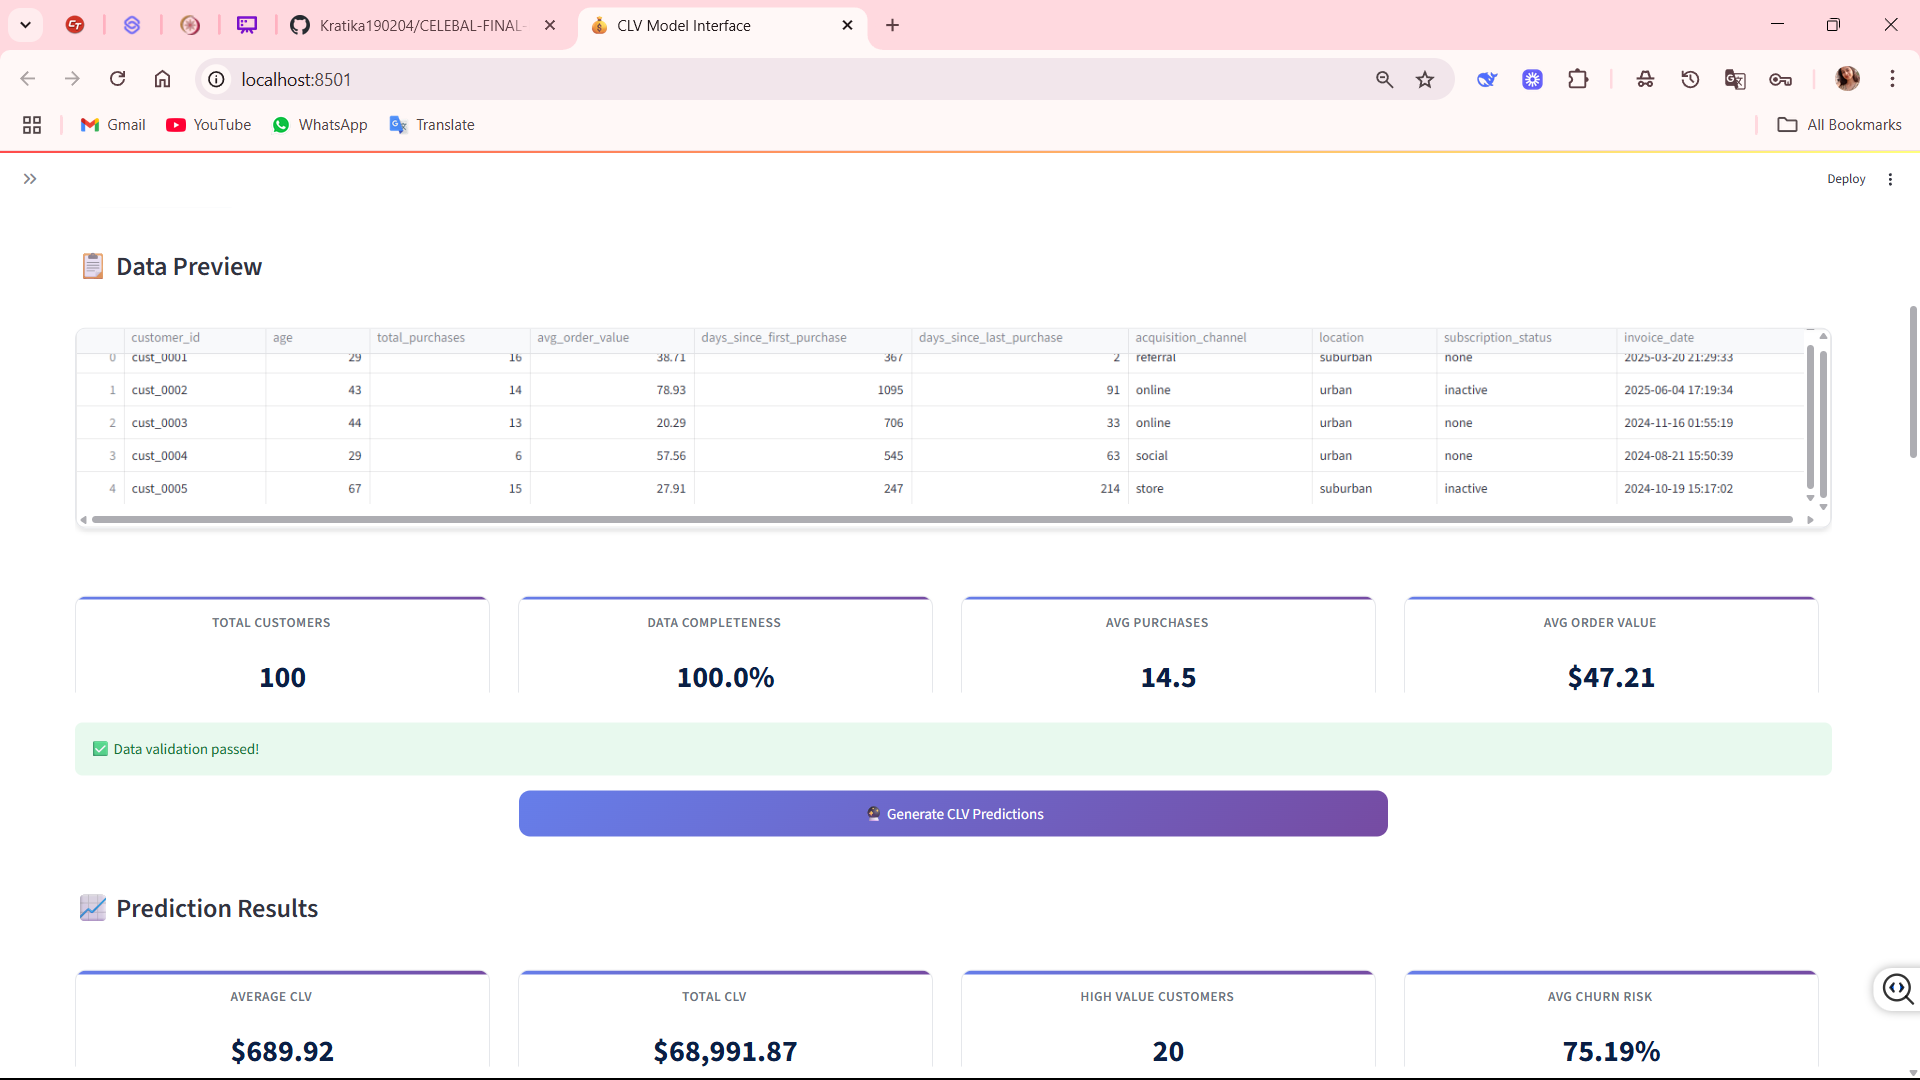 Kratika190204/CELEBAL-FINAL-
CLV Model Interface
localhost:8501
Gmail
YouTube
WhatsApp
Translate
All Bookmarks
Deploy
Data Preview
customer_id age total_purchases avg_order_value days_since_first_purchase days_since_last_purchase acquisition_channel location subscription_status invoice_date
0 cust_0001 29 16 38.71 367 2 referral suburban none 2025-03-20 21:29:33
1 cust_0002 43 14 78.93 1095 91 online urban inactive 2025-06-04 17:19:34
2 cust_0003 44 13 20.29 706 33 online urban none 2024-11-16 01:55:19
3 cust_0004 29 6 57.56 545 63 social urban none 2024-08-21 15:50:39
4 cust_0005 67 15 27.91 247 214 store suburban inactive 2024-10-19 15:17:02
TOTAL CUSTOMERS DATA COMPLETENESS AVG PURCHASES AVG ORDER VALUE
100 100.0% 14.5 $47.21
Data validation passed!
Generate CLV Predictions
Prediction Results
AVERAGE CLV TOTAL CLV HIGH VALUE CUSTOMERS AVG CHURN RISK
$689.92 $68,991.87 20 75.19%